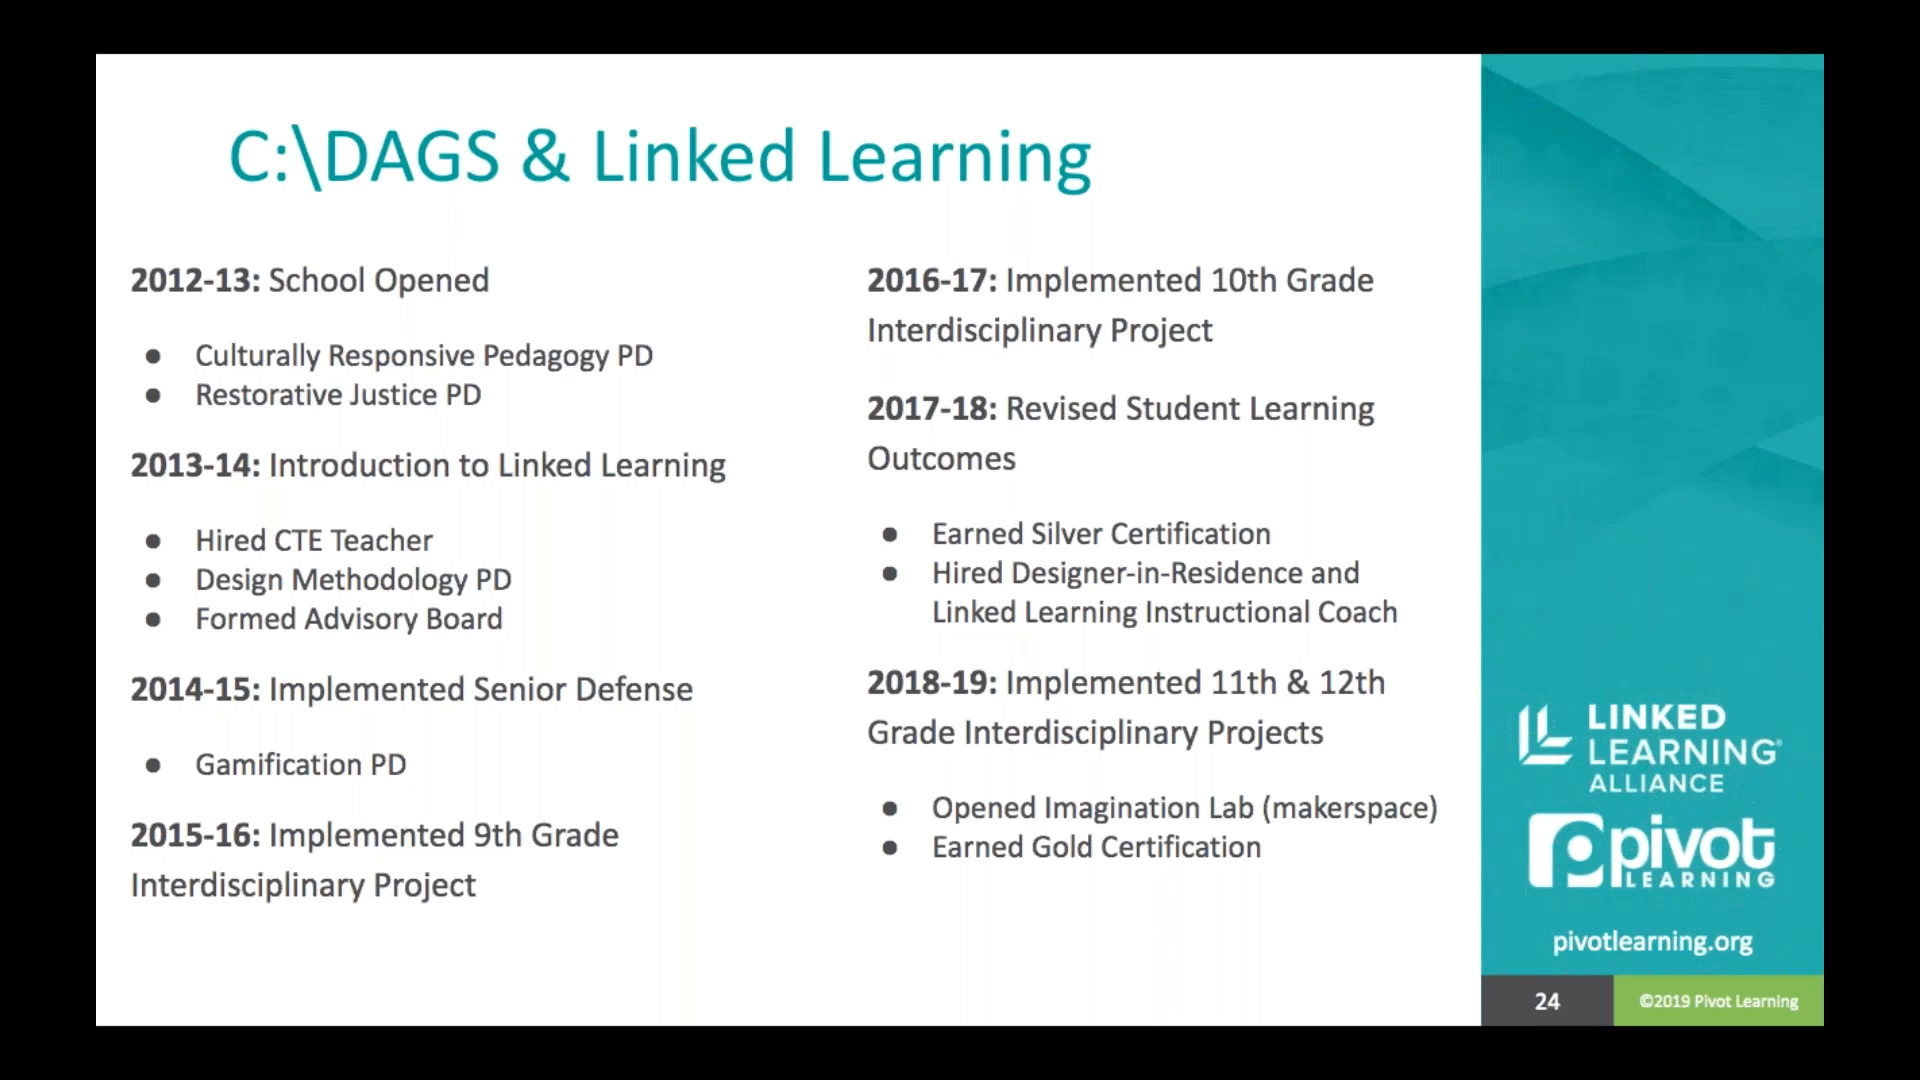 C:\DAGS & Linked Learning
2012-13: School Opened
● Culturally Responsive Pedagogy PD
● Restorative Justice PD
2013-14: Introduction to Linked Learning
● Hired CTE Teacher
● Design Methodology PD
● Formed Advisory Board
2014-15: Implemented Senior Defense
● Gamification PD
2015-16: Implemented 9th Grade
Interdisciplinary Project
2016-17: Implemented 10th Grade
Interdisciplinary Project
2017-18: Revised Student Learning
Outcomes
● Earned Silver Certification
● Hired Designer-in-Residence and
Linked Learning Instructional Coach
2018-19: Implemented 11th & 12th
Grade Interdisciplinary Projects
● Opened Imagination Lab (makerspace)
● Earned Gold Certification
LINKED
LEARNING®
ALLIANCE
pivot
LEARNING
pivotlearning.org
24
©2019 Pivot Learning